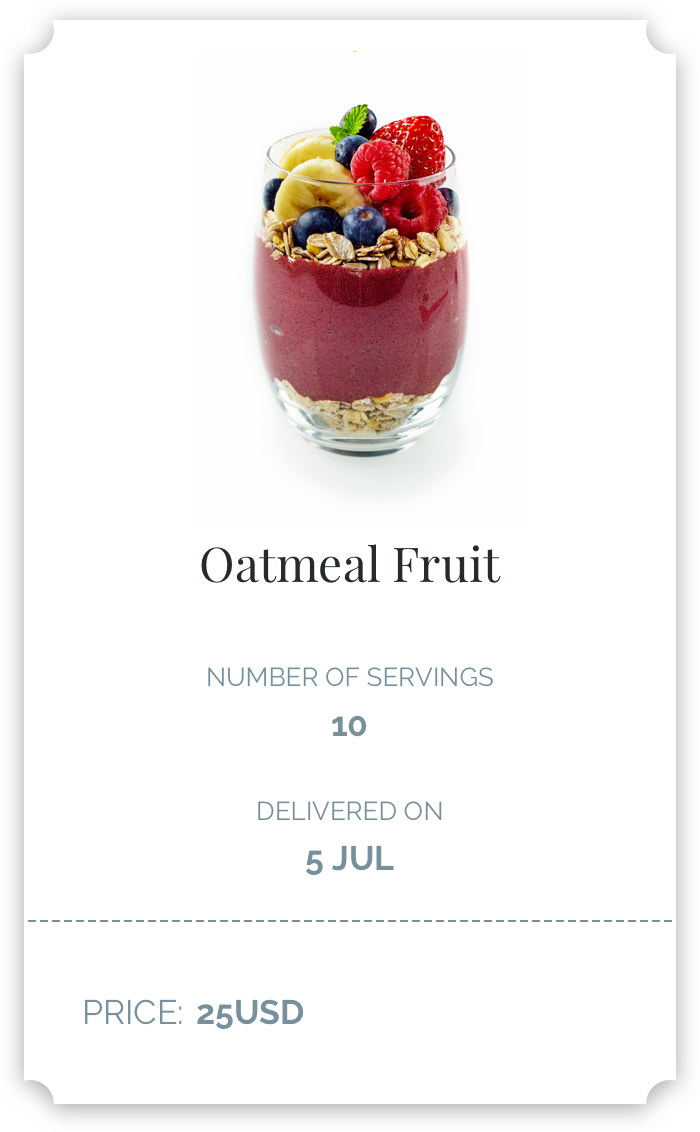 Oatmeal Fruit
NUMBER OF SERVINGS
10
DELIVERED ON
5 JUL
PRICE: 25USD